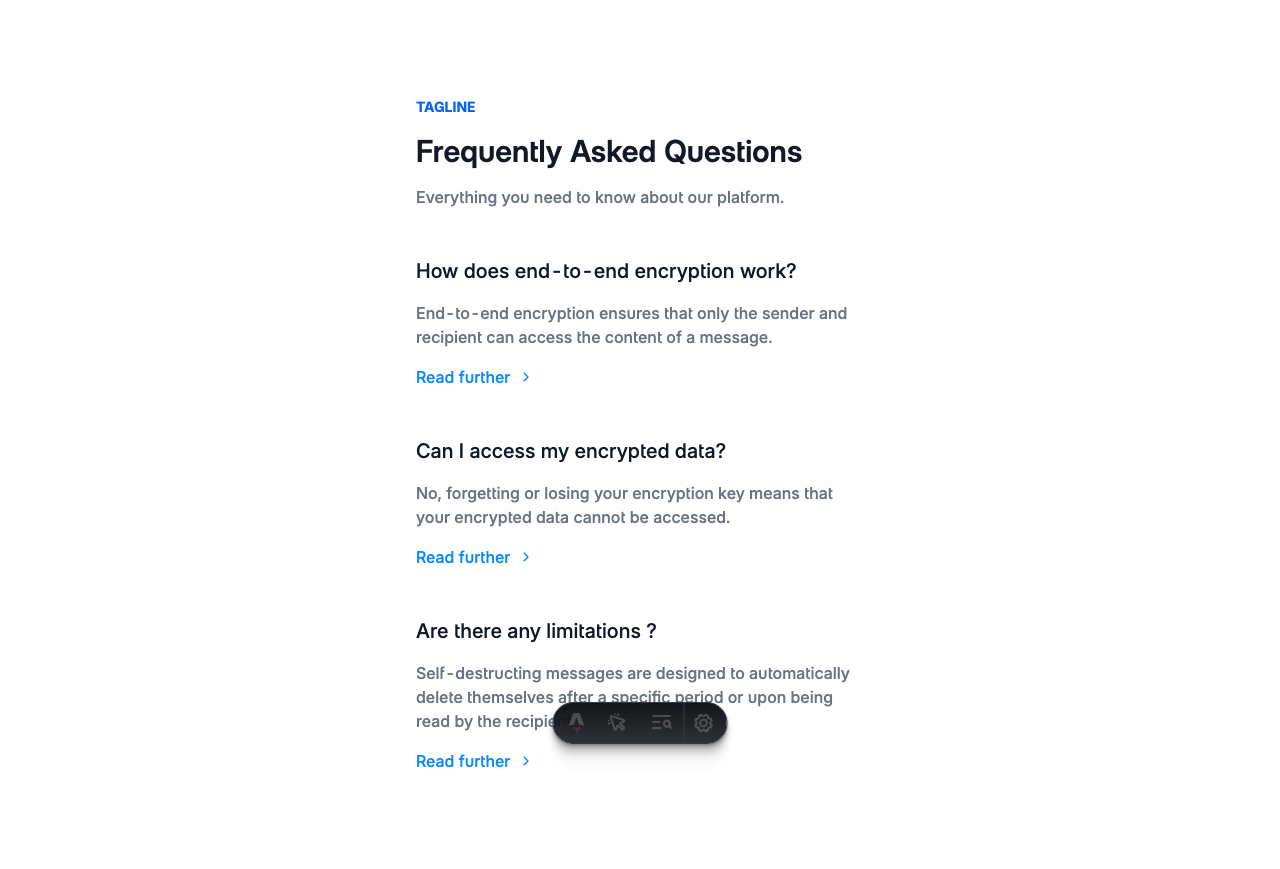 TAGLINE
Frequently Asked Questions
Everything you need to know about our platform.
How does end-to-end encryption work?
End-to-end encryption ensures that only the sender and
recipient can access the content of a message.
Read further
Can I access my encrypted data?
No, forgetting or losing your encryption key means that
your encrypted data cannot be accessed.
Read further
Are there any limitations ?
Self-destructing messages are designed to automatically
delete themselves after a specific period or upon being
read by the
Read further